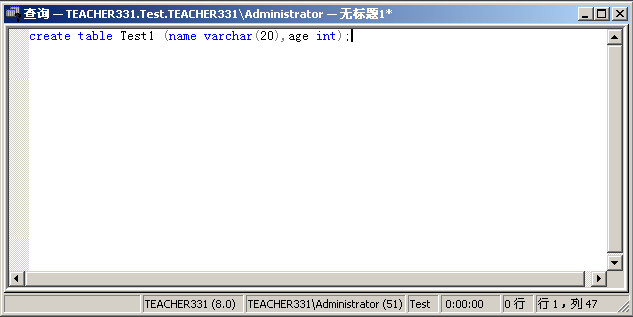 查询 — TEACHER331.Test.TEACHER331\Administrator — 无标题1*
create table Test1 (name varchar(20),age int);
TEACHER331 (8.0) TEACHER331\Administrator (51) Test 0:00:00 0 行 行 1，列 47